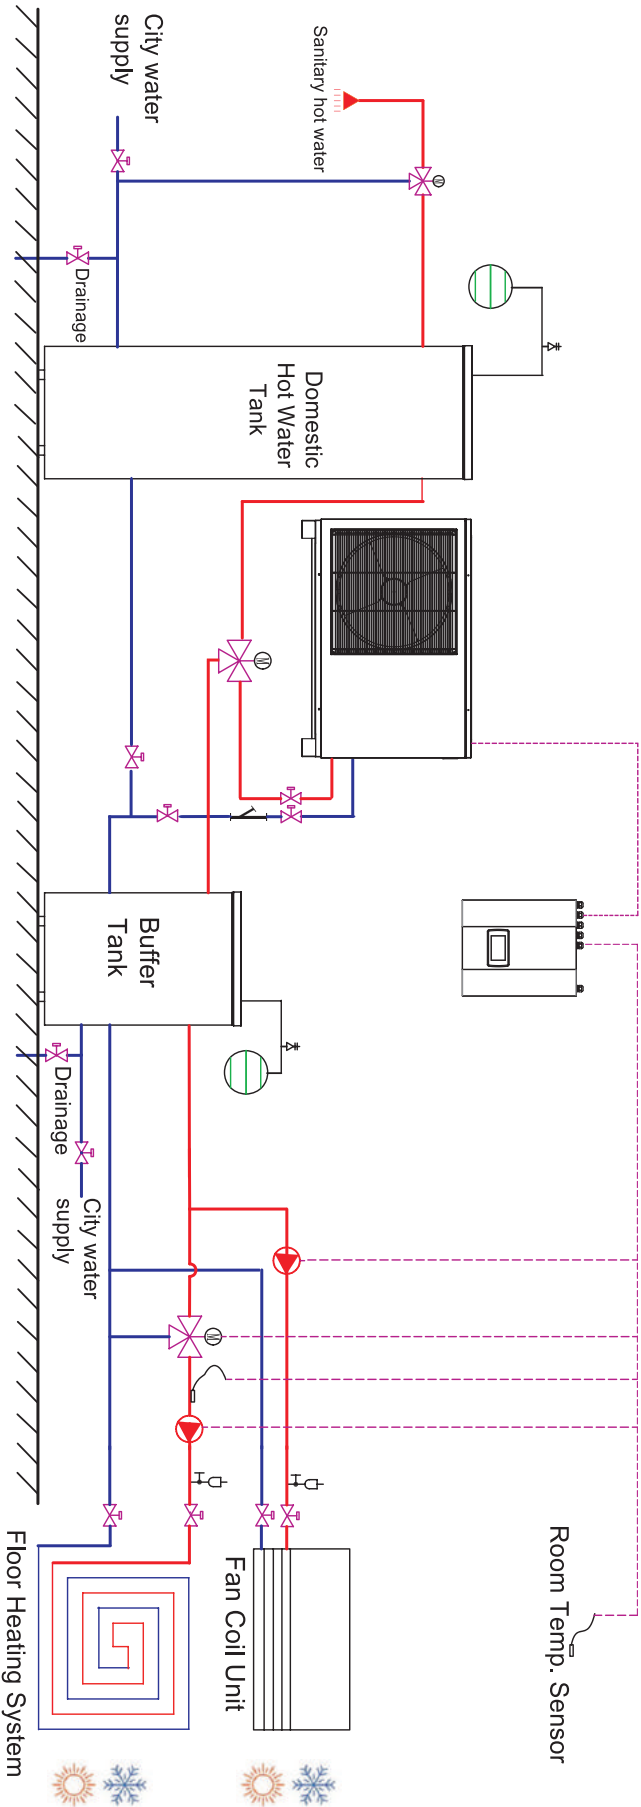 City water
supply
Sanitary hot water
Drainage
Domestic
Hot Water
Tank
M
M
Buffer
Tank
Drainage
City water
supply
M
Room Temp. Sensor
Fan Coil Unit
Floor Heating System